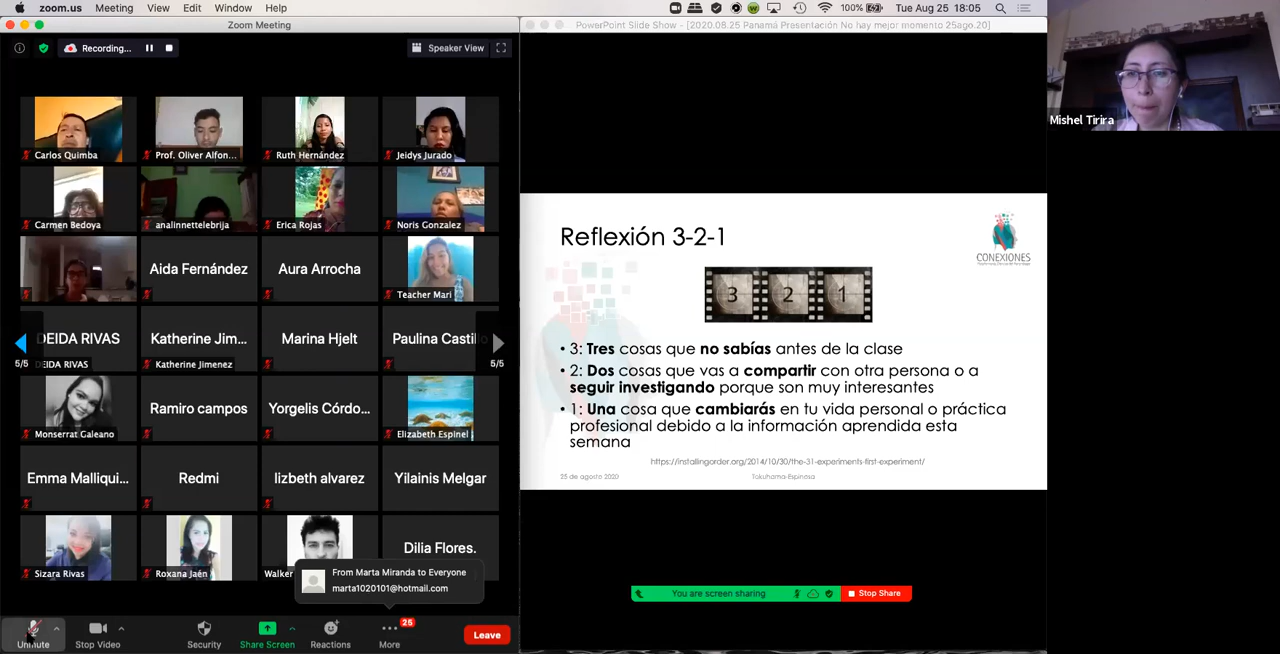 zoom.us Meeting View Edit Window Help
100% Tue Aug 25 18:05
Zoom Meeting
PowerPoint Slide Show - [2020.08.25 Panamá Presentación No hay mejor momento 25ago.20]
Recording...
Speaker View
Carlos Quimba
Prof. Oliver Alfon...
Ruth Hernández
Jeidys Jurado
Carmen Bedoya
analinnettelebrija
Erica Rojas
Noris Gonzalez
Aida Fernández
Aura Arrocha
Teacher Mari
DEIDA RIVAS
DEIDA RIVAS
Katherine Jim...
Katherine Jimenez
Marina Hjelt
Paulina Castillo
5/5
5/5
Monserrat Galeano
Ramiro campos
Yorgelis Córdo...
Elizabeth Espinel
Emma Malliqui...
Redmi
lizbeth alvarez
Yilainis Melgar
Sizara Rivas
Roxana Jaén
Walker
Dilia Flores.
From Marta Miranda to Everyone
marta1020101@hotmail.com
Unmute
Stop Video
Security
Share Screen
Reactions
25
More
Leave
Reflexión 3-2-1
CONEXIONES
3 2 1
• 3: Tres cosas que no sabías antes de la clase
• 2: Dos cosas que vas a compartir con otra persona o a
seguir investigando porque son muy interesantes
• 1: Una cosa que cambiarás en tu vida personal o práctica
profesional debido a la información aprendida esta
semana
https://installingorder.org/2014/10/30/the-31-experiments-first-experiment/
25 de agosto 2020
Tokuhama-Espinosa
You are screen sharing
Stop Share
Mishel Tirira